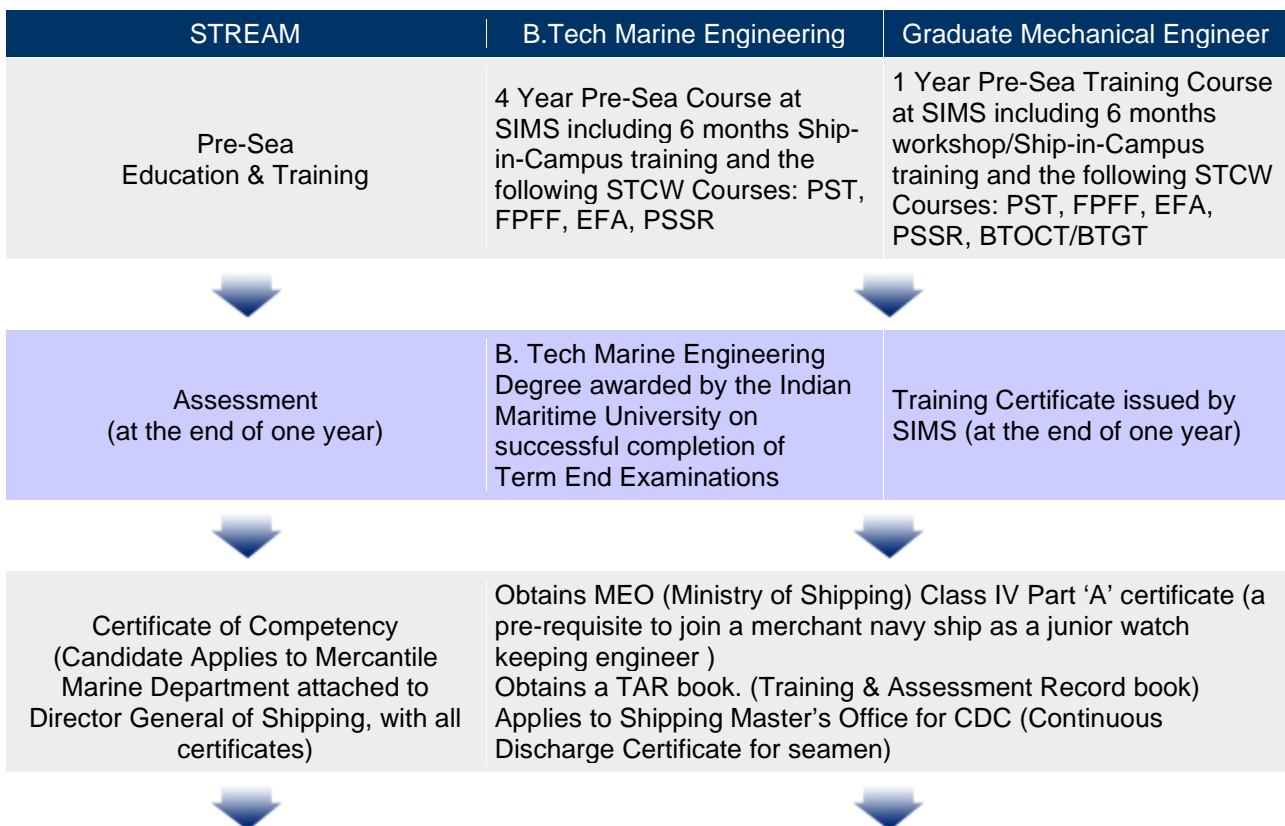 STREAM
B.Tech Marine Engineering
Graduate Mechanical Engineer
Pre-Sea
Education & Training
4 Year Pre-Sea Course at
SIMS including 6 months Ship-
in-Campus training and the
following STCW Courses: PST,
FPFF, EFA, PSSR
1 Year Pre-Sea Training Course
at SIMS including 6 months
workshop/Ship-in-Campus
training and the following STCW
Courses: PST, FPFF, EFA,
PSSR, BTOCT/BTGT
Assessment
(at the end of one year)
B. Tech Marine Engineering
Degree awarded by the Indian
Maritime University on
successful completion of
Term End Examinations
Training Certificate issued by
SIMS (at the end of one year)
Certificate of Competency
(Candidate Applies to Mercantile
Marine Department attached to
Director General of Shipping, with all
certificates)
Obtains MEO (Ministry of Shipping) Class IV Part ‘A’ certificate (a
pre-requisite to join a merchant navy ship as a junior watch
keeping engineer )
Obtains a TAR book. (Training & Assessment Record book)
Applies to Shipping Master’s Office for CDC (Continuous
Discharge Certificate for seamen)